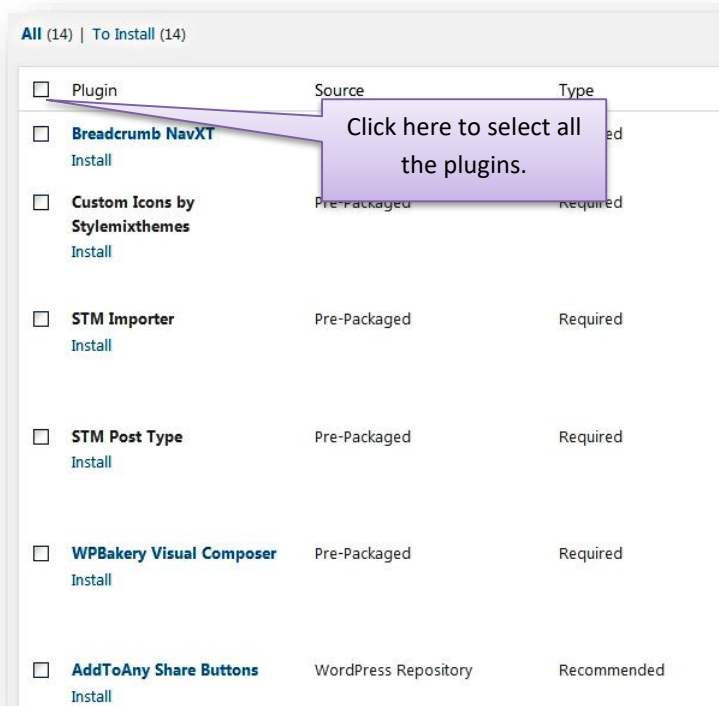 All (14) | To Install (14)
Plugin Source Type
Click here to select all
the plugins.
Breadcrumb NavXT
Install
Custom Icons by Pre-Packaged Required
Stylemixthemes
Install
STM Importer Pre-Packaged Required
Install
STM Post Type Pre-Packaged Required
Install
WPBakery Visual Composer Pre-Packaged Required
Install
AddToAny Share Buttons WordPress Repository Recommended
Install